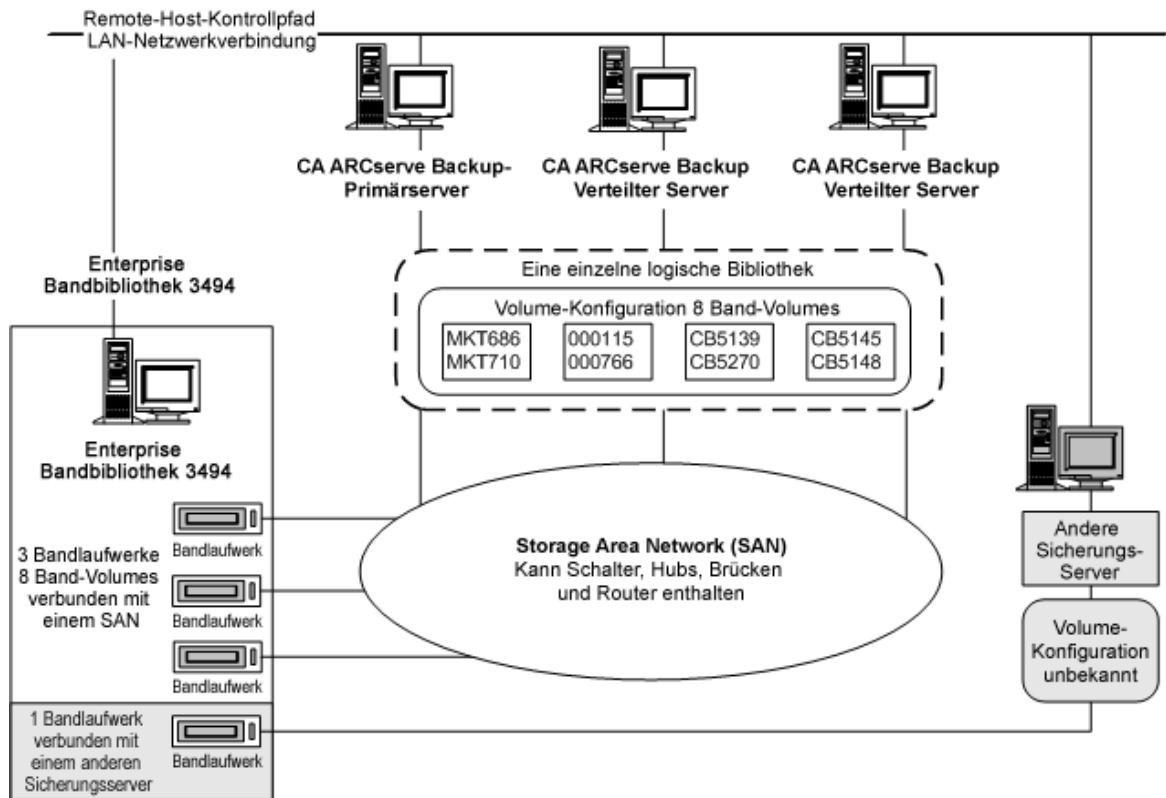 Remote-Host-Kontrollpfad
LAN-Netzwerkverbindung
CA ARCserve Backup-
Primärserver
CA ARCserve Backup
Verteilter Server
CA ARCserve Backup
Verteilter Server
Enterprise
Bandbibliothek 3494
Eine einzelne logische Bibliothek
Volume-Konfiguration 8 Band-Volumes
MKT686
MKT710
000115
000766
CB5139
CB5270
CB5145
CB5148
Enterprise
Bandbibliothek 3494
3 Bandlaufwerke
8 Band-Volumes
verbunden mit
einem SAN
Bandlaufwerk
Bandlaufwerk
Bandlaufwerk
1 Bandlaufwerk
verbunden mit
einem anderen
Sicherungsserver
Bandlaufwerk
Storage Area Network (SAN)
Kann Schalter, Hubs, Brücken
und Router enthalten
Andere
Sicherungs-
Server
Volume-
Konfiguration
unbekannt